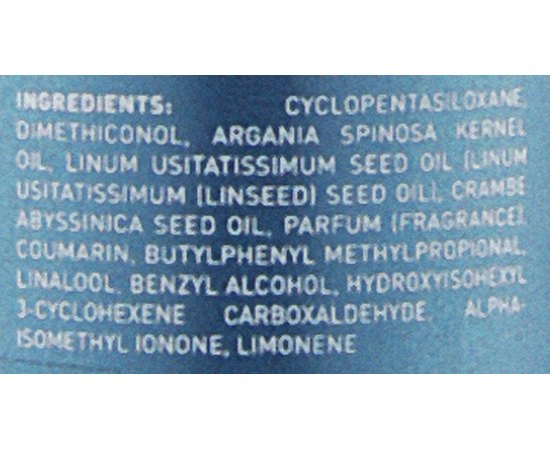 INGREDIENTS: CYCLOPENTASILOXANE,
DIMETHICONOL, ARGANIA SPINOSA KERNEL
OIL, LINUM USITATISSIMUM SEED OIL (LINUM
USITATISSIMUM (LINSEED) SEED OIL), CRAMBE
ABYSSINICA SEED OIL, PARFUM (FRAGRANCE),
COUMARIN, BUTYLPHENYL METHYLPROPIONAL,
LINALOOL, BENZYL ALCOHOL, HYDROXYISOHEXYL
3-CYCLOHEXENE CARBOXALDEHYDE, ALPHA-
ISOMETHYL IONONE, LIMONENE